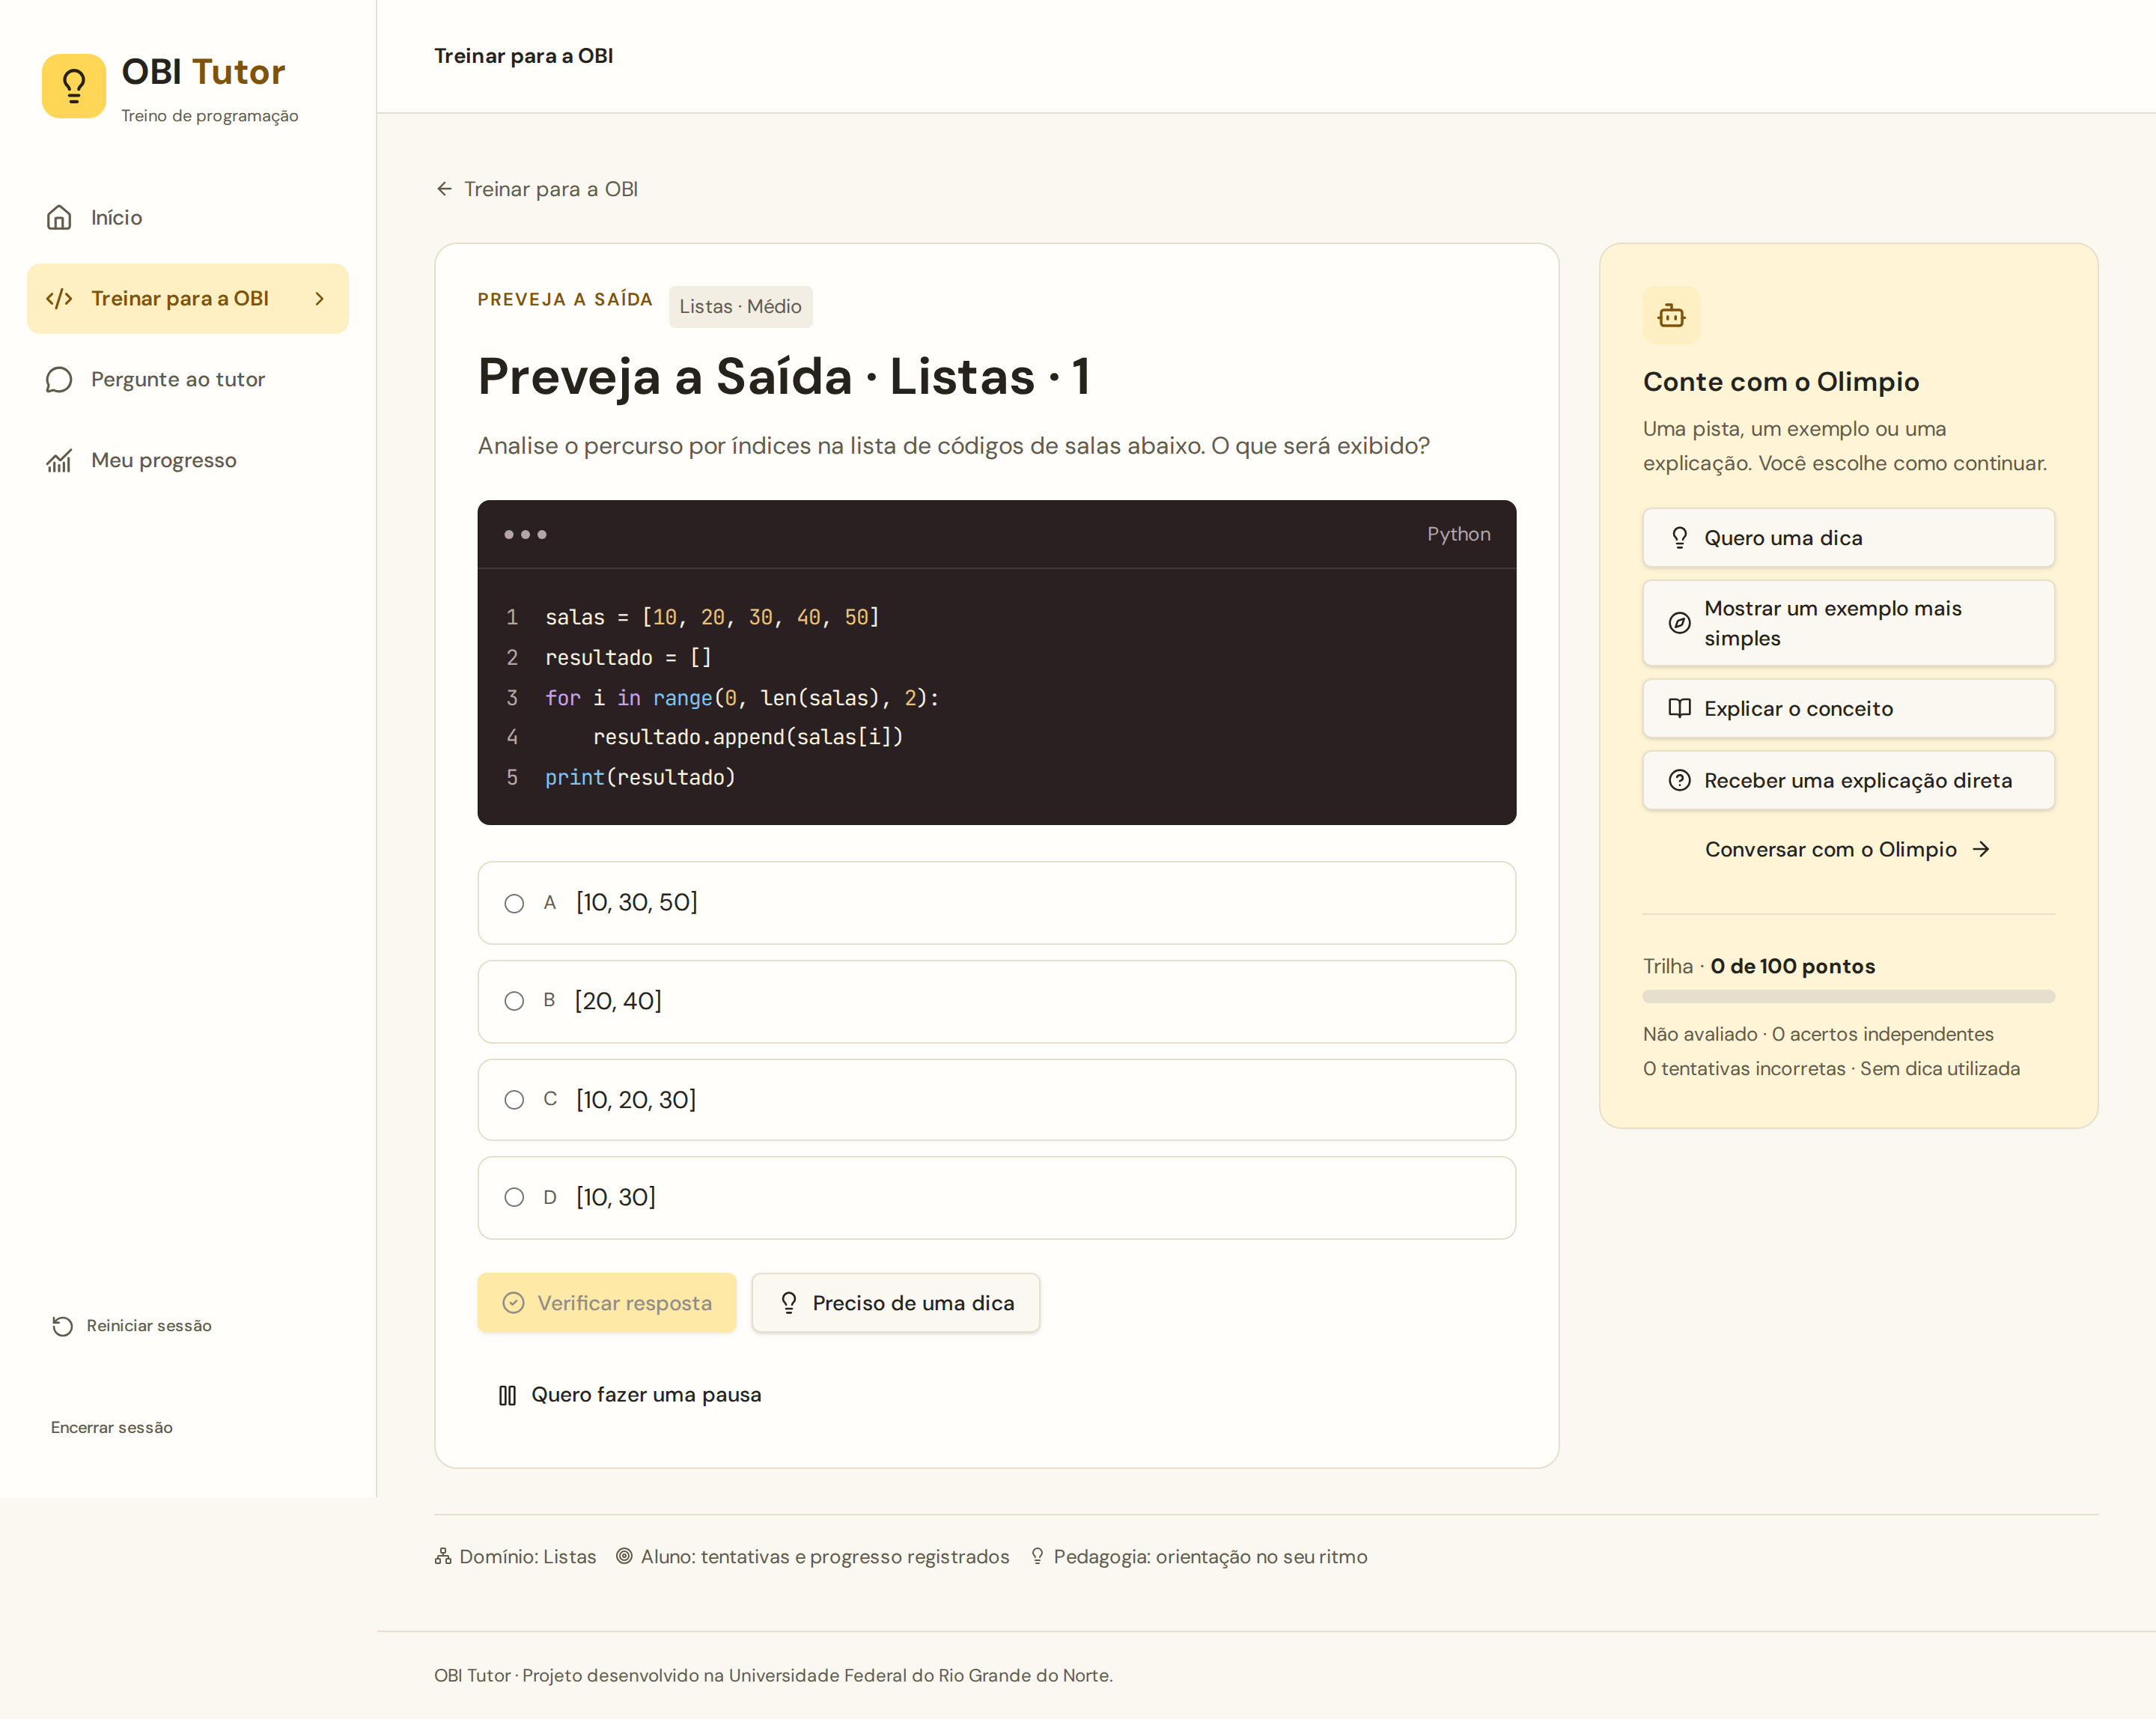 OBI Tutor
Treino de programação
Início
Treinar para a OBI
Pergunte ao tutor
Meu progresso
Reiniciar sessão
Encerrar sessão
Treinar para a OBI
Treinar para a OBI
PREVEJA A SAÍDA
Listas · Médio
Preveja a Saída · Listas · 1
Analise o percurso por índices na lista de códigos de salas abaixo. O que será exibido?
Python
1 salas = [10, 20, 30, 40, 50]
2 resultado = []
3 for i in range(0, len(salas), 2):
4     resultado.append(salas[i])
5 print(resultado)
A [10, 30, 50]
B [20, 40]
C [10, 20, 30]
D [10, 30]
Verificar resposta
Preciso de uma dica
Quero fazer uma pausa
Conte com o Olimpio
Uma pista, um exemplo ou uma
explicação. Você escolhe como continuar.
Quero uma dica
Mostrar um exemplo mais
simples
Explicar o conceito
Receber uma explicação direta
Conversar com o Olimpio
Trilha · 0 de 100 pontos
Não avaliado · 0 acertos independentes
0 tentativas incorretas · Sem dica utilizada
Domínio: Listas
Aluno: tentativas e progresso registrados
Pedagogia: orientação no seu ritmo
OBI Tutor · Projeto desenvolvido na Universidade Federal do Rio Grande do Norte.